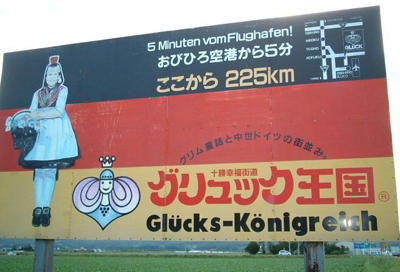 5 Minuten vom Flughafen!
おびひろ空港から5分
ここから 225km
GLÜCK
グリム童話と中世ドイツの街並み。
十勝幸福街道
グリュック王国®
Glücks-Königreich